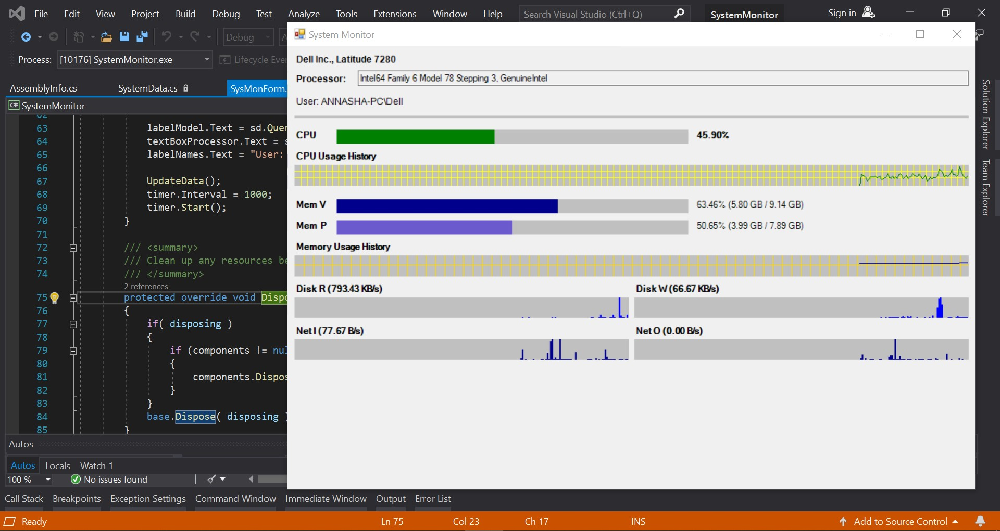 File Edit View Project Build Debug Test Analyze Tools Extensions Window Help Search Visual Studio (Ctrl+Q) SystemMonitor Sign in
Debug
Process: [10176] SystemMonitor.exe Lifecycle Ever
AssemblyInfo.cs SystemData.cs SysMonForm.
C# SystemMonitor
62
63 labelModel.Text = sd.Quer
64 textBoxProcessor.Text = s
65 labelNames.Text = "User:
66
67 UpdateData();
68 timer.Interval = 1000;
69 timer.Start();
70 }
71
72 /// <summary>
73 /// Clean up any resources be
74 /// </summary>
2 references
75 protected override void Dispo
76 {
77 if( disposing )
78 {
79 if (components != nul
80 {
81 components.Dispos
82 }
83 }
84 base.Dispose( disposing )
85 }
Autos
Autos Locals Watch 1
100 % No issues found
System Monitor
Dell Inc., Latitude 7280
Processor: Intel64 Family 6 Model 78 Stepping 3, GenuineIntel
User: ANNASHA-PC\Dell
CPU 45.90%
CPU Usage History
Mem V 63.46% (5.80 GB / 9.14 GB)
Mem P 50.65% (3.99 GB / 7.89 GB)
Memory Usage History
Disk R (793.43 KB/s) Disk W (66.67 KB/s)
Net I (77.67 B/s) Net O (0.00 B/s)
Solution Explorer
Team Explorer
Call Stack Breakpoints Exception Settings Command Window Immediate Window Output Error List
Ready Ln 75 Col 23 Ch 17 INS Add to Source Control